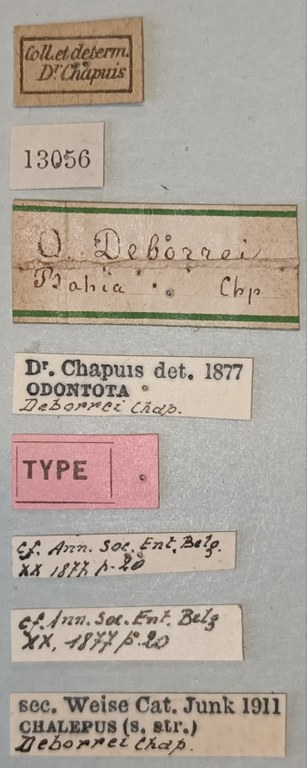 Coll. et determ.
Dr Chapuis
13056
O. Deborrei
Bahia Chp
Dr. Chapuis det. 1877
ODONTOTA
Deborrei Chap.
TYPE
cf. Ann. Soc. Ent. Belg.
XX 1877 p. 20
cf. Ann. Soc. Ent. Belg
XX, 1877 p. 20
sec. Weise Cat. Junk 1911
CHALEPUS (s. str.)
Deborrei Chap.